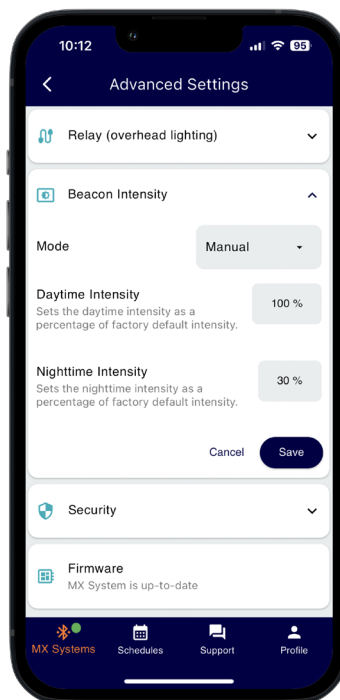 10:12
95
Advanced Settings
Relay (overhead lighting)
Beacon Intensity
Mode
Manual
Daytime Intensity
Sets the daytime intensity as a
percentage of factory default intensity.
100 %
Nighttime Intensity
Sets the nighttime intensity as a
percentage of factory default intensity.
30 %
Cancel
Save
Security
Firmware
MX System is up-to-date
MX Systems
Schedules
Support
Profile